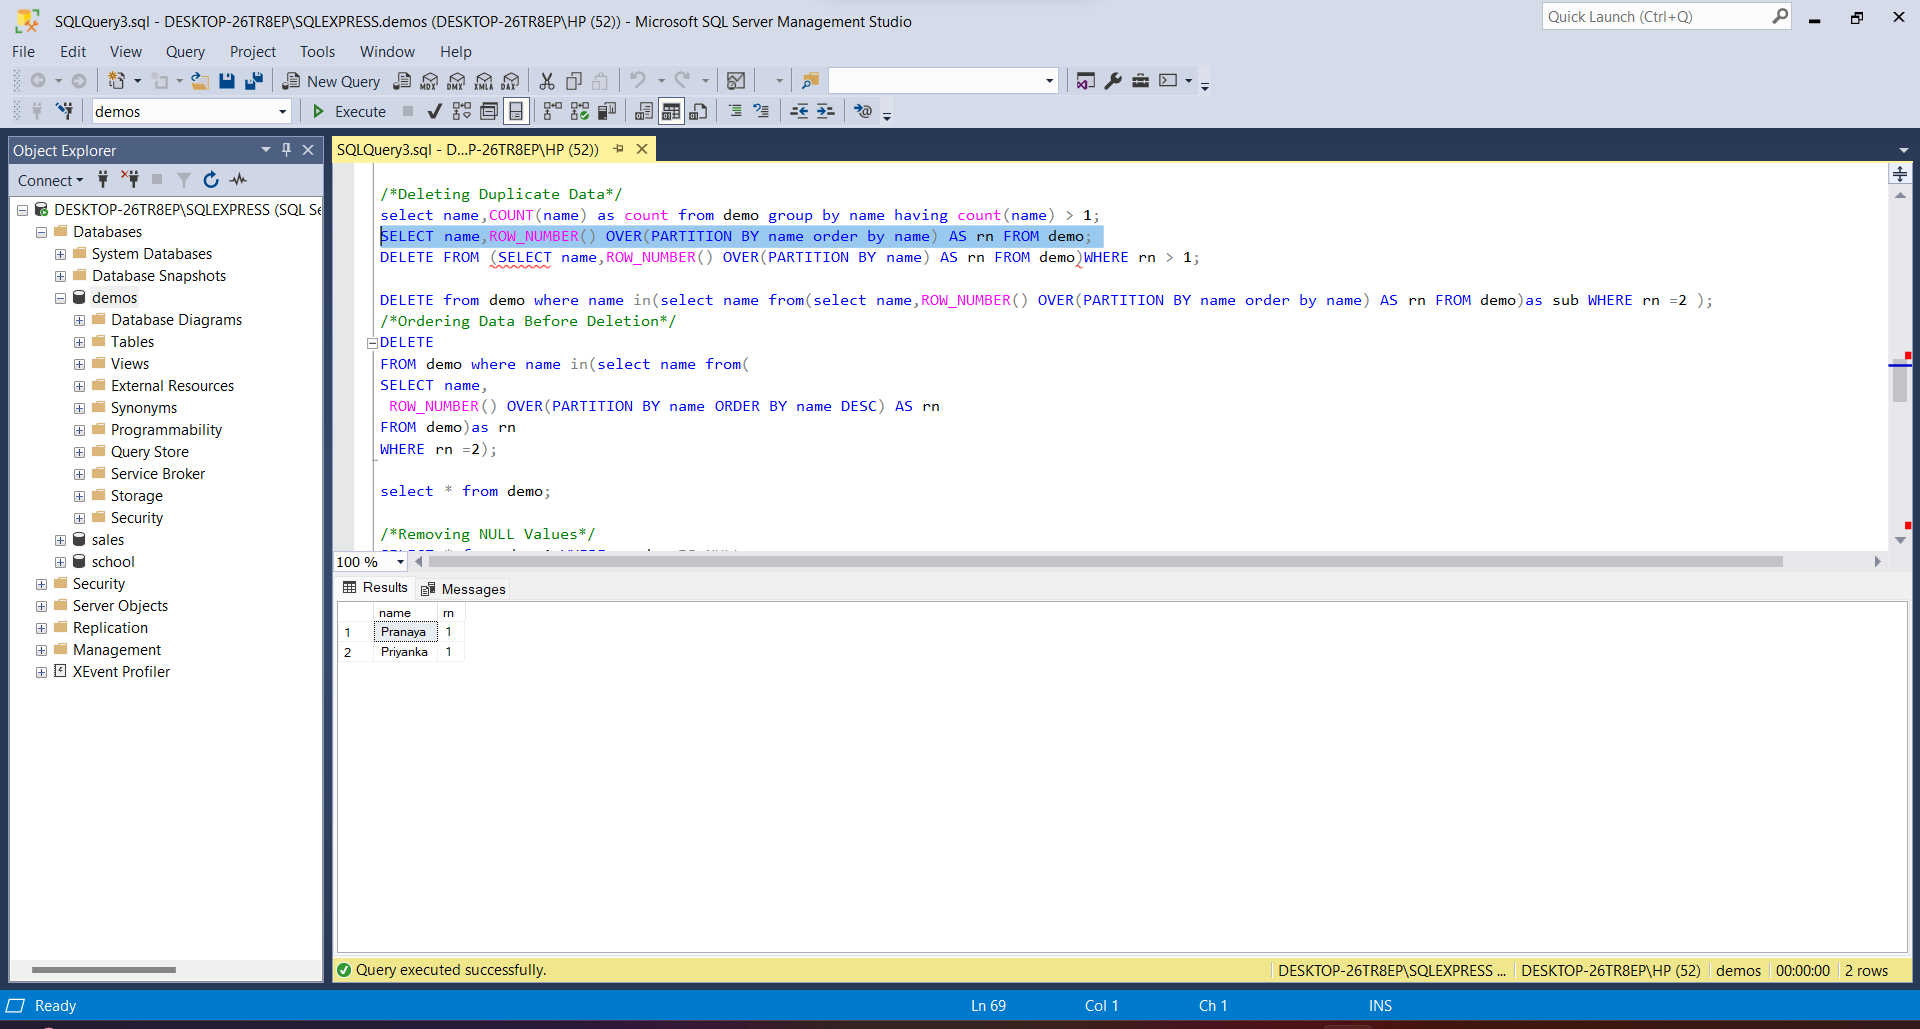 SQLQuery3.sql - DESKTOP-26TR8EP\SQLEXPRESS.demos (DESKTOP-26TR8EP\HP (52)) - Microsoft SQL Server Management Studio
Quick Launch (Ctrl+Q)
File Edit View Query Project Tools Window Help
New Query MDX DMX XMLA DAX
demos Execute
Object Explorer
SQLQuery3.sql - D...P-26TR8EP\HP (52))
Connect
DESKTOP-26TR8EP\SQLEXPRESS (SQL Se
Databases
System Databases
Database Snapshots
demos
Database Diagrams
Tables
Views
External Resources
Synonyms
Programmability
Query Store
Service Broker
Storage
Security
sales
school
Security
Server Objects
Replication
Management
XEvent Profiler
/*Deleting Duplicate Data*/
select name,COUNT(name) as count from demo group by name having count(name) > 1;
SELECT name,ROW_NUMBER() OVER(PARTITION BY name order by name) AS rn FROM demo;
DELETE FROM (SELECT name,ROW_NUMBER() OVER(PARTITION BY name) AS rn FROM demo)WHERE rn > 1;
DELETE from demo where name in(select name from(select name,ROW_NUMBER() OVER(PARTITION BY name order by name) AS rn FROM demo)as sub WHERE rn =2 );
/*Ordering Data Before Deletion*/
DELETE
FROM demo where name in(select name from(
SELECT name,
ROW_NUMBER() OVER(PARTITION BY name ORDER BY name DESC) AS rn
FROM demo)as rn
WHERE rn =2);
select * from demo;
/*Removing NULL Values*/
100 %
Results Messages
name rn
1 Pranaya 1
2 Priyanka 1
Query executed successfully.
DESKTOP-26TR8EP\SQLEXPRESS ... DESKTOP-26TR8EP\HP (52) demos 00:00:00 2 rows
Ready Ln 69 Col 1 Ch 1 INS